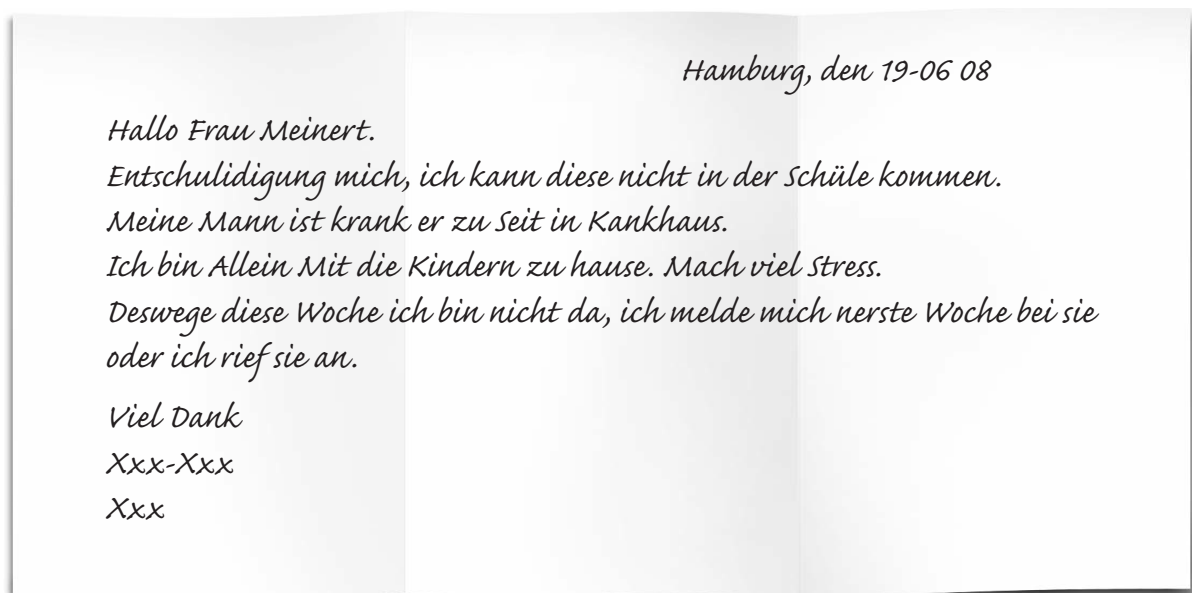 Hamburg, den 19-06 08
Hallo Frau Meinert.
Entschulidigung mich, ich kann diese nicht in der Schüle kommen.
Meine Mann ist krank er zu Seit in Kankhaus.
Ich bin Allein Mit die Kindern zu hause. Mach viel Stress.
Deswege diese Woche ich bin nicht da, ich melde mich nerste Woche bei sie
oder ich rief sie an.
Viel Dank
Xxx-Xxx
Xxx